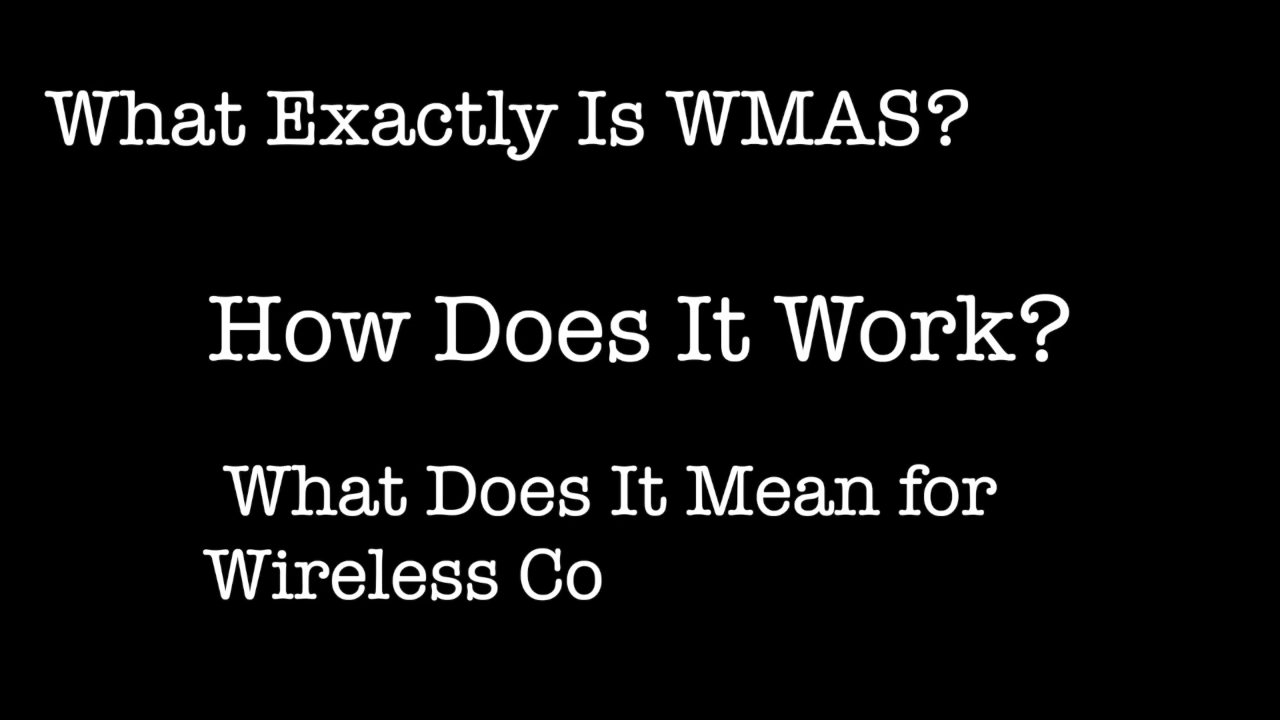 What Exactly Is WMAS?
How Does It Work?
What Does It Mean for
Wireless Co